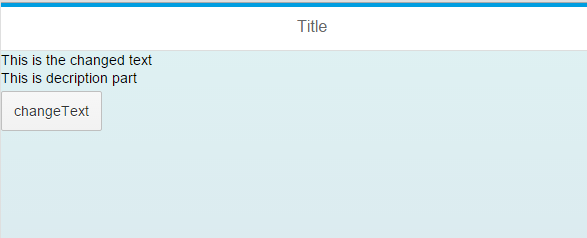 Title
This is the changed text
This is decription part
changeText